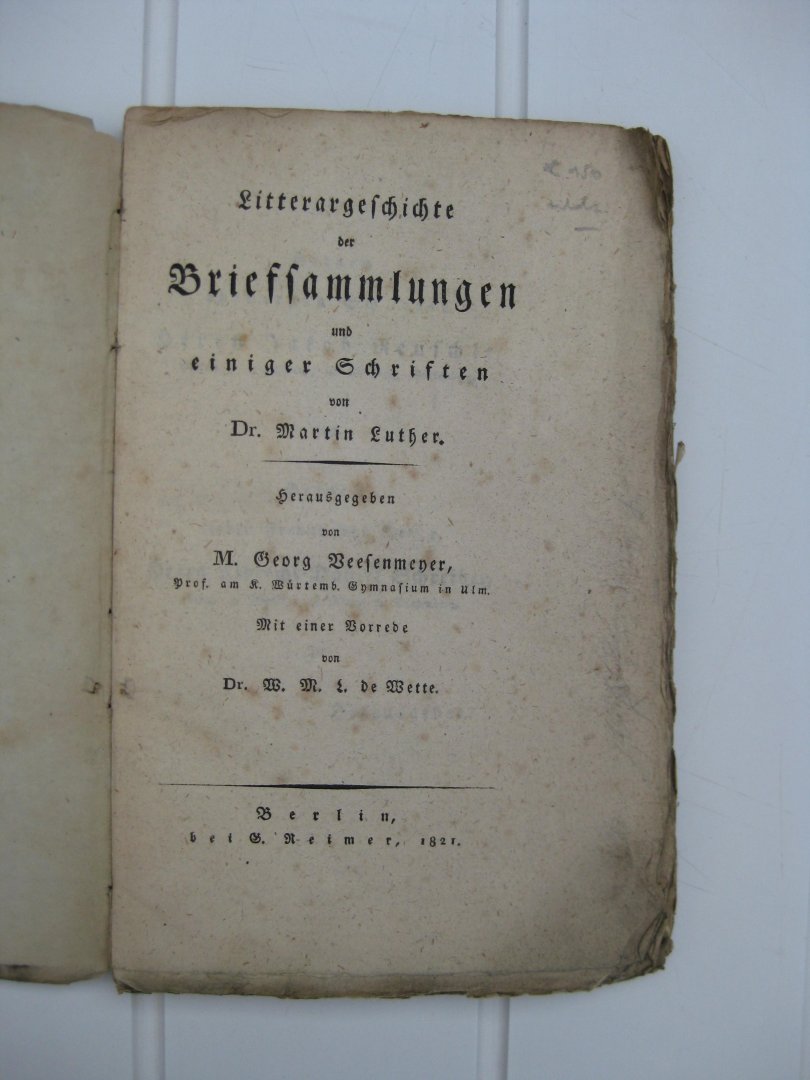 Litterargeschichte
der
Briefsammlungen
und
einiger Schriften
von
Dr. Martin Luther.
Herausgegeben
von
M. Georg Veesenmeyer,
Prof. am K. Würtemb. Gymnasium in Ulm.
Mit einer Vorrede
von
Dr. W. M. L. de Wette.
Berlin,
bei G. Reimer, 1821.